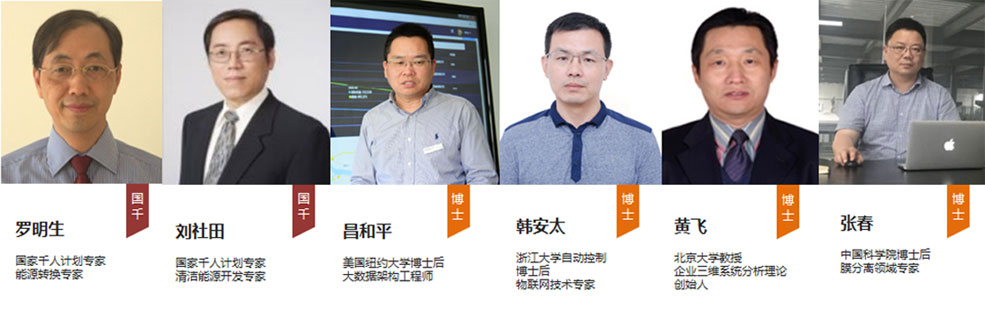 国千
罗明生
国家千人计划专家
能源转换专家
国千
刘社田
国家千人计划专家
清洁能源开发专家
博士
昌和平
美国纽约大学博士后
大数据架构工程师
博士
韩安太
浙江大学自动控制
博士后
物联网技术专家
博士
黄飞
北京大学教授
企业三维系统分析理论
创始人
博士
张春
中国科学院博士后
膜分离领域专家